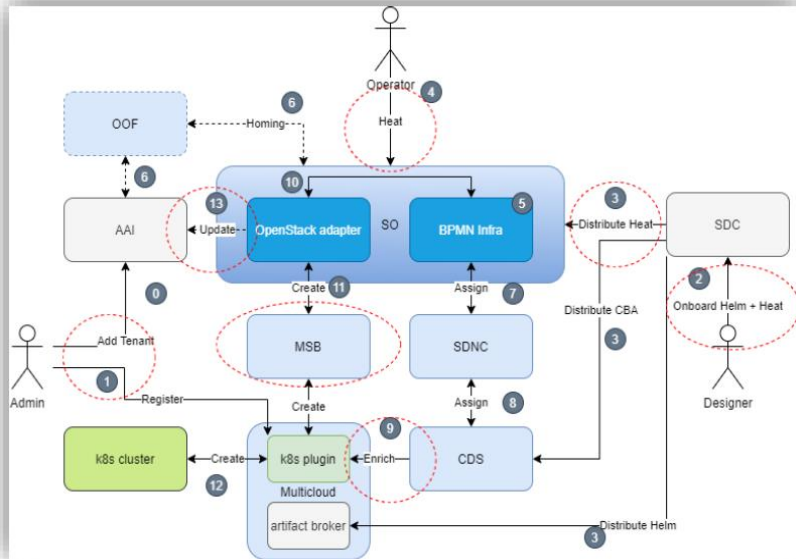 Operator
4
Heat
6
OOF
Homing
6
10
13
OpenStack adapter
SO
5
BPMN Infra
3
Distribute Heat
SDC
AAI
Update
2
Onboard Helm + Heat
0
Create
11
Assign
7
Distribute CBA
3
Add Tenant
MSB
SDNC
Admin
1
Register
Create
Assign
8
Designer
9
k8s cluster
Create
12
k8s plugin
Enrich
CDS
Multicloud
artifact broker
Distribute Helm
3